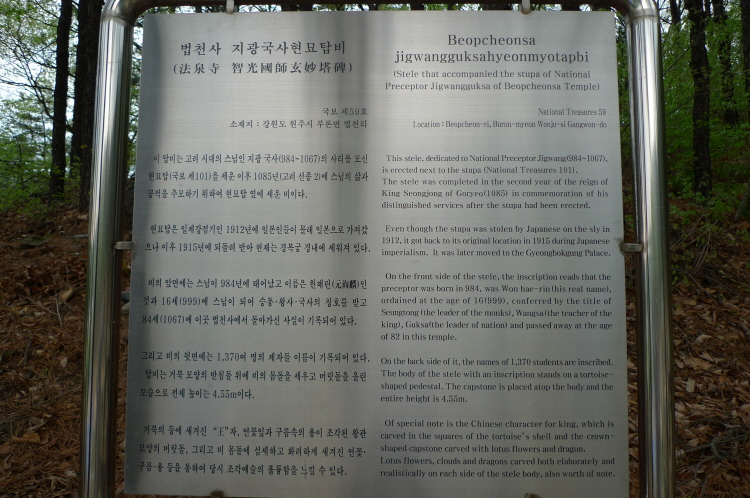 법천사 지광국사현묘탑비
(法泉寺 智光國師玄妙塔碑)
국보 제59호
소재지 : 강원도 원주시 부론면 법천리
이 탑비는 고려 시대의 스님인 지광 국사(984~1067)의 사리를 모신
현묘탑(국보 제101)을 세운 이후 1085년(고려 선종 2)에 스님의 삶과
공적을 추모하기 위하여 현묘탑 옆에 세운 비이다.
현묘탑은 일제강점기인 1912년에 일본인들이 몰래 일본으로 가져갔
으나 이후 1915년에 되돌려 받아 현재는 경복궁 경내에 세워져 있다.
비의 앞면에는 스님이 984년에 태어났고 이름은 원해린(元海麟)인
것과 16세(999)에 스님이 되어 승통·왕사·국사의 칭호를 받고
84세(1067)에 이곳 법천사에서 돌아가신 사실이 기록되어 있다.
그리고 비의 뒷면에는 1,370여 명의 제자들 이름이 기록되어 있다.
탑비는 거북 모양의 받침돌 위에 비의 몸돌을 세우고 머릿돌을 올린
모습으로 전체 높이는 4.55m이다.
거북의 등에 새겨진 "王"자, 연꽃잎과 구름속의 용이 조각된 왕관
모양의 머릿돌, 그리고 비 몸돌에 섬세하고 화려하게 새겨진 연꽃·
구름·용 등을 통하여 당시 조각예술의 훌륭함을 느낄 수 있다.
Beopcheonsa
jigwangguksahyeonmyotapbi
(Stele that accompanied the stupa of National
Preceptor Jigwangguksa of Beopcheonsa Temple)
National Treasures 59
Location : Beopcheon-ri, Buron-myeon Wonju-si Gangwon-do
This stele, dedicated to National Preceptor Jigwang(984~1067),
is erected next to the stupa (National Treasures 101).
The stele was completed in the second year of the reign of
King Seongjong of Goryeo(1085) in commemoration of his
distinguished services after the stupa had been erected.
Even though the stupa was stolen by Japanese on the sly in
1912, it got back to its original location in 1915 during Japanese
imperialism. It was later moved to the Gyeongbokgung Palace.
On the front side of the stele, the inscription reads that the
preceptor was born in 984, was Won hae-rin(his real name),
ordained at the age of 16(999), conferred by the title of
Seungtong (the leader of the monks), Wangsa(the teacher of the
king), Guksa(the leader of nation) and passed away at the age
of 82 in this temple.
On the back side of it, the names of 1,370 students are inscribed.
The body of the stele with an inscription stands on a tortoise-
shaped pedestal. The capstone is placed atop the body and the
entire height is 4.55m.
Of special note is the Chinese character for king, which is
carved in the squares of the tortoise's shell and the crown-
shaped capstone carved with lotus flowers and dragon.
Lotus flowers, clouds and dragons carved both elaborately and
realistically on each side of the stele body, also worth of note.